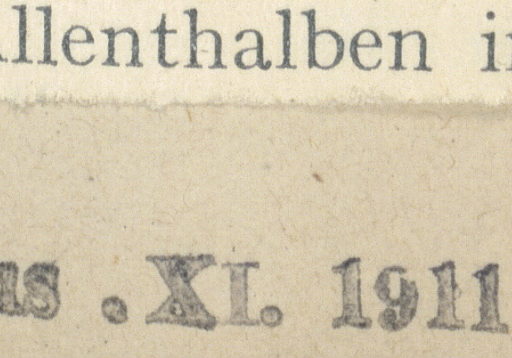 allenthalben
. XI. 1911